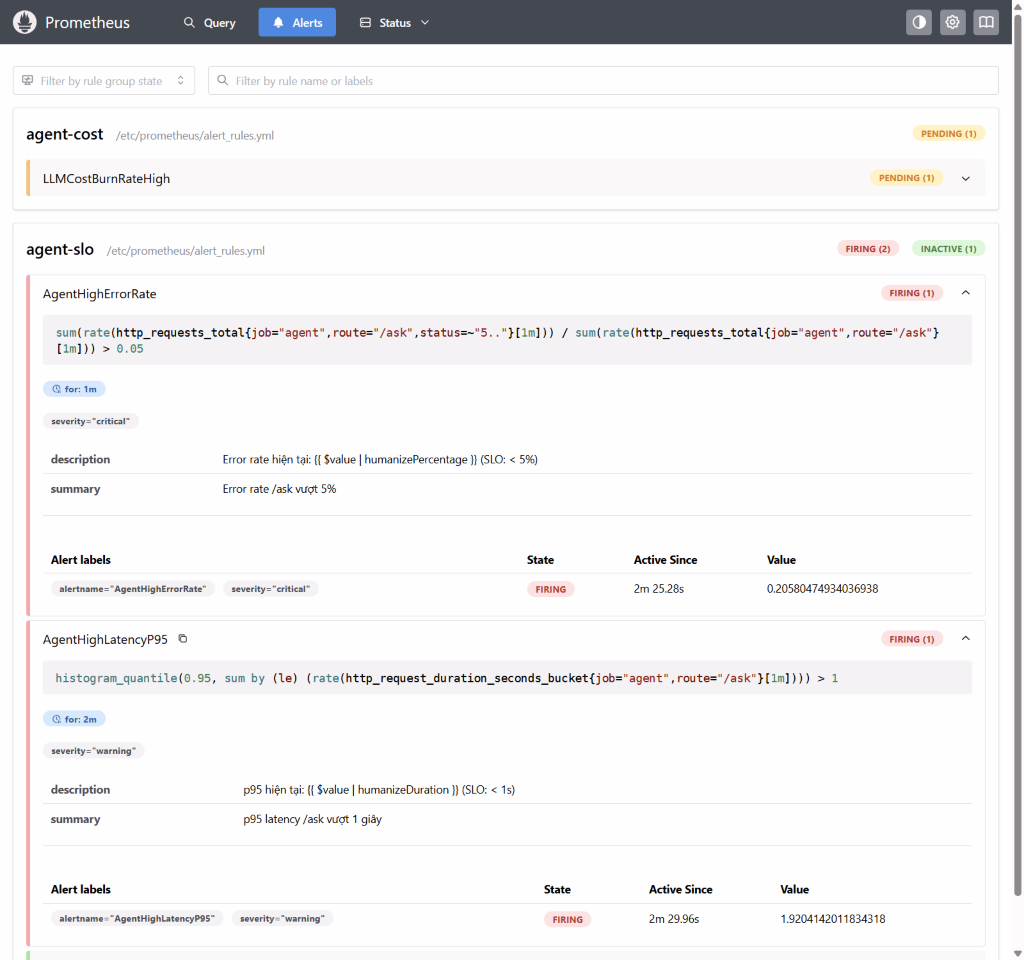 Prometheus
Query
Alerts
Status
Filter by rule group state
Filter by rule name or labels
agent-cost /etc/prometheus/alert_rules.yml PENDING (1)
LLMCostBurnRateHigh PENDING (1)
agent-slo /etc/prometheus/alert_rules.yml FIRING (2) INACTIVE (1)
AgentHighErrorRate FIRING (1)
sum(rate(http_requests_total{job="agent",route="/ask",status=~"5.."}[1m])) / sum(rate(http_requests_total{job="agent",route="/ask"}
[1m])) > 0.05
for: 1m
severity="critical"
description Error rate hiện tại: {{ $value | humanizePercentage }} (SLO: < 5%)
summary Error rate /ask vượt 5%
Alert labels State Active Since Value
alertname="AgentHighErrorRate" severity="critical" FIRING 2m 25.28s 0.20580474934036938
AgentHighLatencyP95 FIRING (1)
histogram_quantile(0.95, sum by (le) (rate(http_request_duration_seconds_bucket{job="agent",route="/ask"}[1m]))) > 1
for: 2m
severity="warning"
description p95 hiện tại: {{ $value | humanizeDuration }} (SLO: < 1s)
summary p95 latency /ask vượt 1 giây
Alert labels State Active Since Value
alertname="AgentHighLatencyP95" severity="warning" FIRING 2m 29.96s 1.9204142011834318